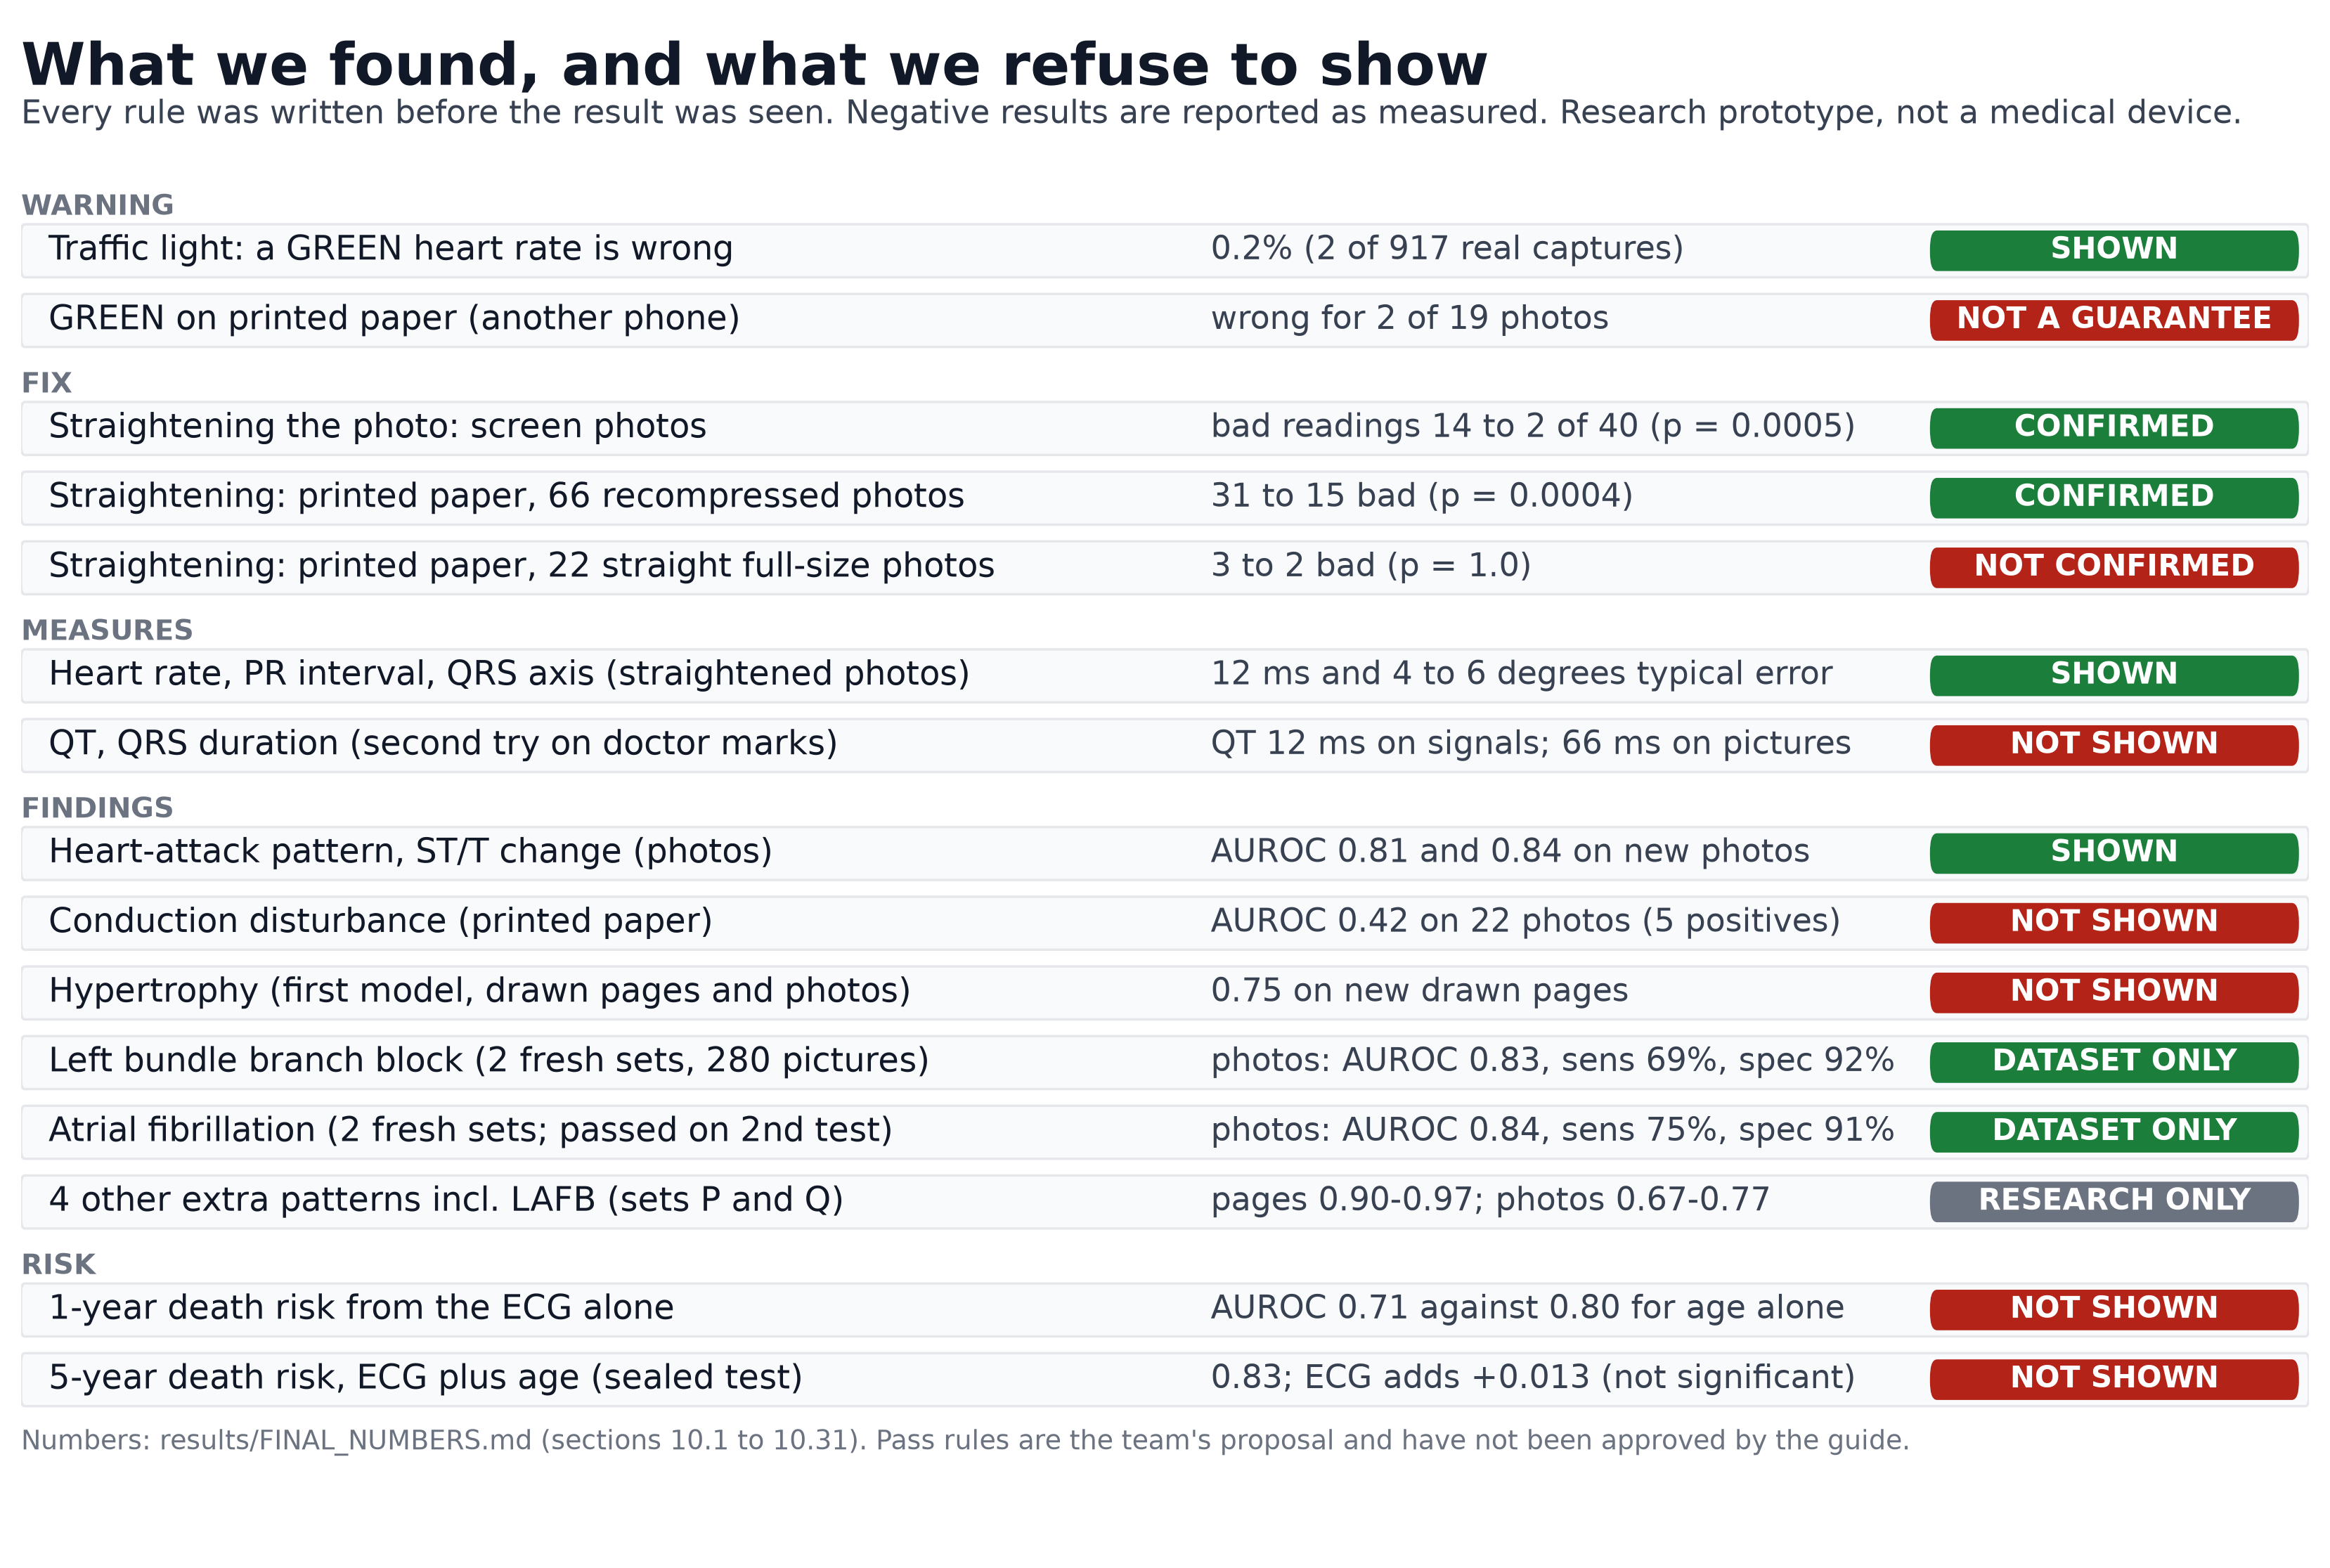 What we found, and what we refuse to show
Every rule was written before the result was seen. Negative results are reported as measured. Research prototype, not a medical device.
WARNING
Traffic light: a GREEN heart rate is wrong 0.2% (2 of 917 real captures) SHOWN
GREEN on printed paper (another phone) wrong for 2 of 19 photos NOT A GUARANTEE
FIX
Straightening the photo: screen photos bad readings 14 to 2 of 40 (p = 0.0005) CONFIRMED
Straightening: printed paper, 66 recompressed photos 31 to 15 bad (p = 0.0004) CONFIRMED
Straightening: printed paper, 22 straight full-size photos 3 to 2 bad (p = 1.0) NOT CONFIRMED
MEASURES
Heart rate, PR interval, QRS axis (straightened photos) 12 ms and 4 to 6 degrees typical error SHOWN
QT, QRS duration (second try on doctor marks) QT 12 ms on signals; 66 ms on pictures NOT SHOWN
FINDINGS
Heart-attack pattern, ST/T change (photos) AUROC 0.81 and 0.84 on new photos SHOWN
Conduction disturbance (printed paper) AUROC 0.42 on 22 photos (5 positives) NOT SHOWN
Hypertrophy (first model, drawn pages and photos) 0.75 on new drawn pages NOT SHOWN
Left bundle branch block (2 fresh sets, 280 pictures) photos: AUROC 0.83, sens 69%, spec 92% DATASET ONLY
Atrial fibrillation (2 fresh sets; passed on 2nd test) photos: AUROC 0.84, sens 75%, spec 91% DATASET ONLY
4 other extra patterns incl. LAFB (sets P and Q) pages 0.90-0.97; photos 0.67-0.77 RESEARCH ONLY
RISK
1-year death risk from the ECG alone AUROC 0.71 against 0.80 for age alone NOT SHOWN
5-year death risk, ECG plus age (sealed test) 0.83; ECG adds +0.013 (not significant) NOT SHOWN
Numbers: results/FINAL_NUMBERS.md (sections 10.1 to 10.31). Pass rules are the team's proposal and have not been approved by the guide.